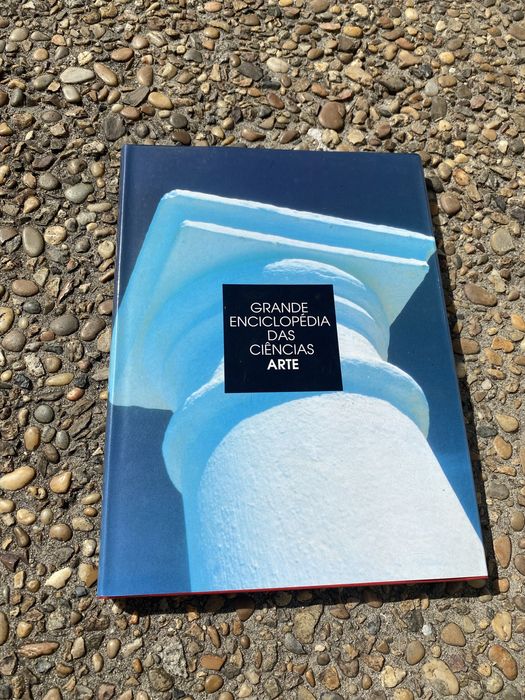 GRANDE
ENCICLOPÉDIA
DAS
CIÊNCIAS
ARTE